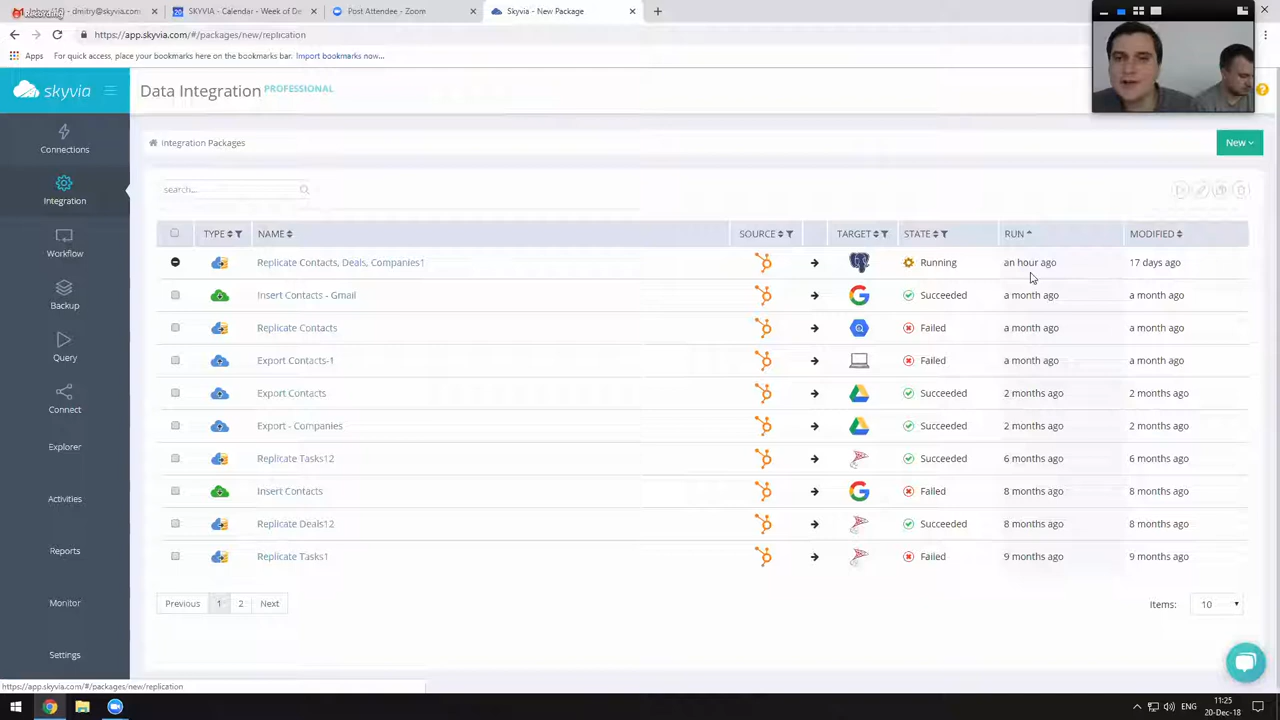 SKYVIA - Calendar - Week of De
Post Attendee - Zoom
Skyvia - New Package
https://app.skyvia.com/#/packages/new/replication
Apps
For quick access, place your bookmarks here on the bookmarks bar. Import bookmarks now...
skyvia
Data Integration PROFESSIONAL
Connections
Integration
Workflow
Backup
Query
Connect
Explorer
Activities
Reports
Monitor
Settings
Integration Packages
New
search...
TYPE NAME SOURCE TARGET STATE RUN MODIFIED
Replicate Contacts, Deals, Companies1 Running an hour ago 17 days ago
Insert Contacts - Gmail Succeeded a month ago a month ago
Replicate Contacts Failed a month ago a month ago
Export Contacts-1 Failed a month ago a month ago
Export Contacts Succeeded 2 months ago 2 months ago
Export - Companies Succeeded 2 months ago 2 months ago
Replicate Tasks12 Succeeded 6 months ago 6 months ago
Insert Contacts Failed 8 months ago 8 months ago
Replicate Deals12 Succeeded 8 months ago 8 months ago
Replicate Tasks1 Failed 9 months ago 9 months ago
Previous 1 2 Next
Items: 10
https://app.skyvia.com/#/packages/new/replication
ENG
11:25
20-Dec-18